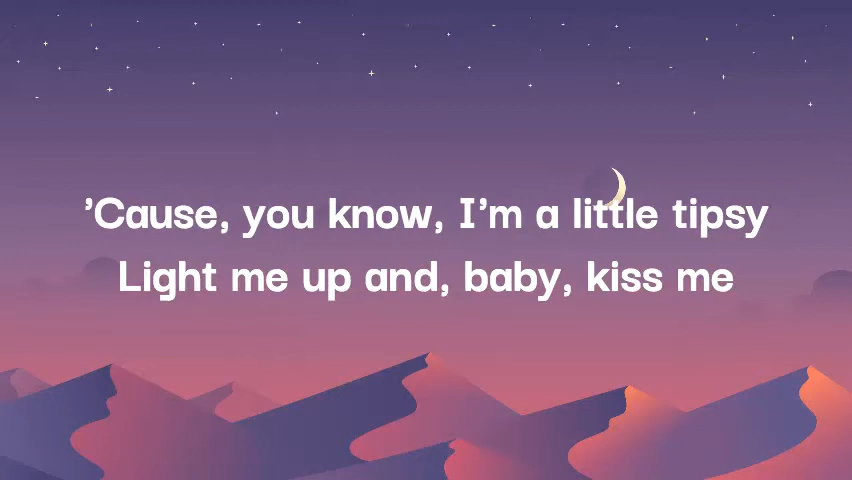 ’Cause, you know, I’m a little tipsy
Light me up and, baby, kiss me